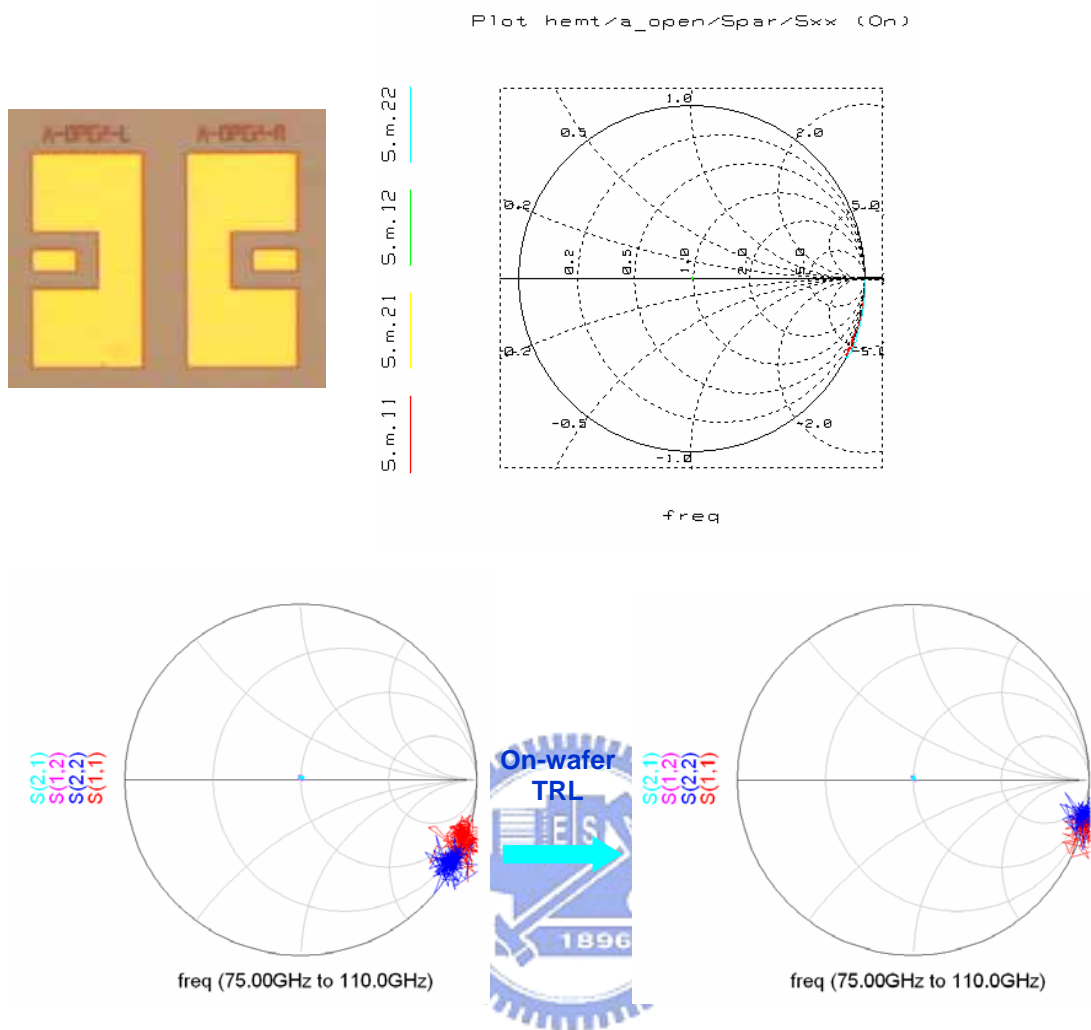 Plot hemt/a_open/Spar/Sxx (On)
A-OPEN-L
A-OPEN-R
S.m.22
S.m.12
S.m.21
S.m.11
1.0
0.5
2.0
0.2
5.0
0.2
0.5
1.0
2.0
5.0
-0.2
-5.0
-0.5
-2.0
-1.0
freq
S(2,1)
S(1,2)
S(2,2)
S(1,1)
freq (75.00GHz to 110.0GHz)
On-wafer
TRL
ES
1896
S(2,1)
S(1,2)
S(2,2)
S(1,1)
freq (75.00GHz to 110.0GHz)